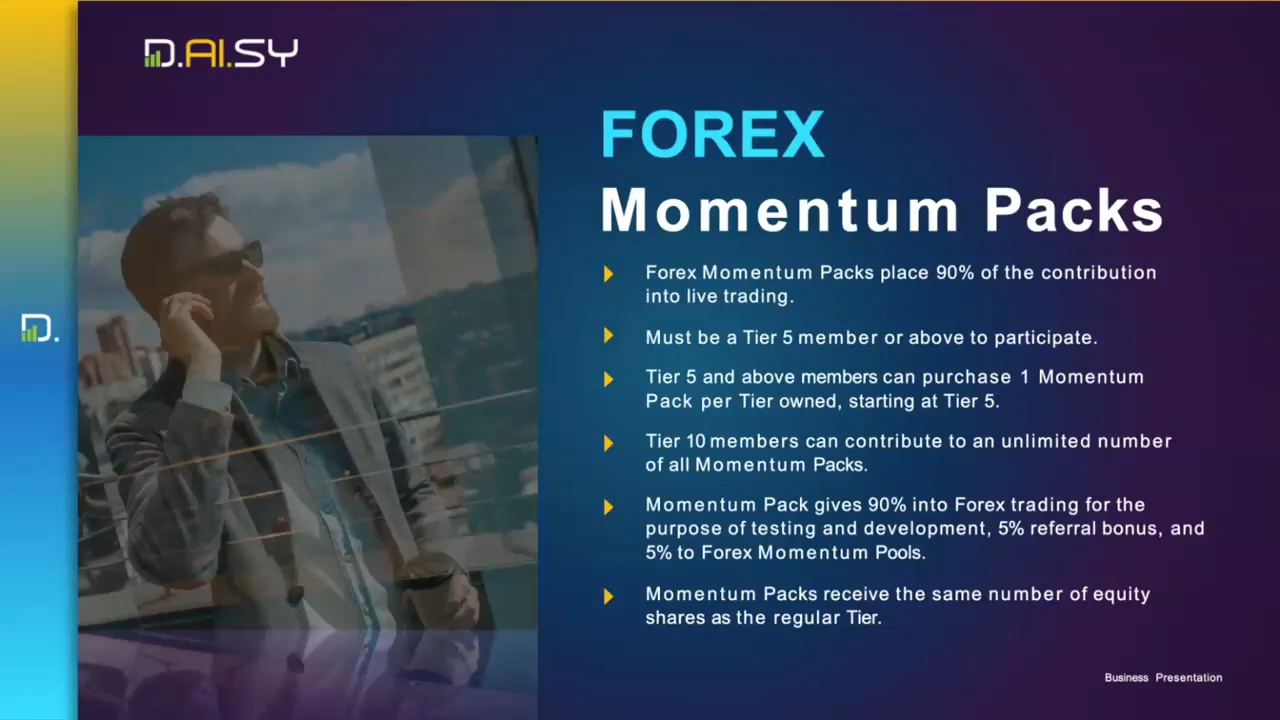 D.AI.SY
FOREX
Momentum Packs
Forex Momentum Packs place 90% of the contribution
into live trading.
Must be a Tier 5 member or above to participate.
Tier 5 and above members can purchase 1 Momentum
Pack per Tier owned, starting at Tier 5.
D.
Tier 10 members can contribute to an unlimited number
of all Momentum Packs.
Momentum Pack gives 90% into Forex trading for the
purpose of testing and development, 5% referral bonus, and
5% to Forex Momentum Pools.
Momentum Packs receive the same number of equity
shares as the regular Tier.
Business Presentation